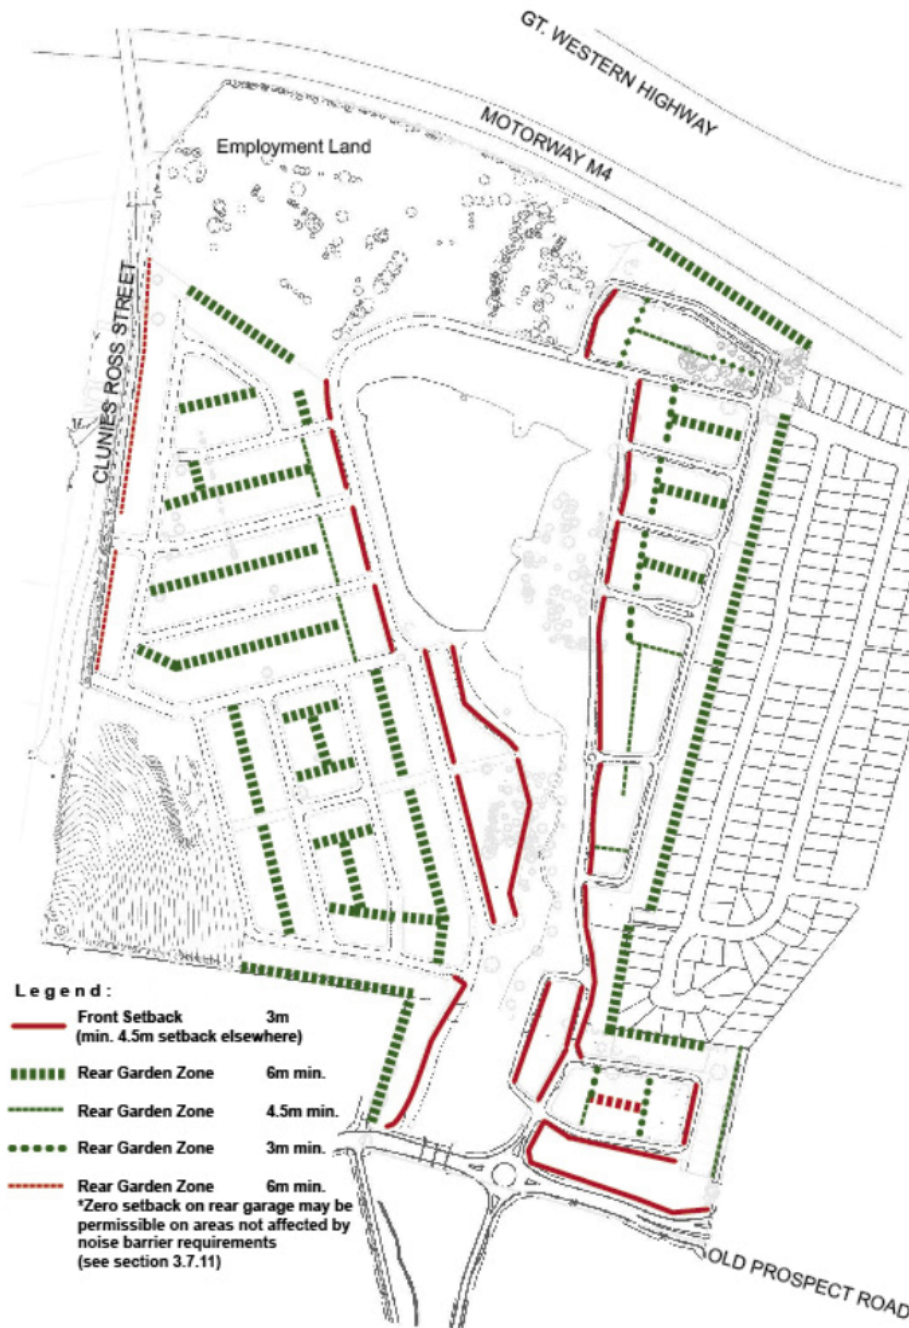 GT. WESTERN HIGHWAY
MOTORWAY M4
Employment Land
CLUNIES ROSS STREET
Legend:
Front Setback 3m
(min. 4.5m setback elsewhere)
Rear Garden Zone 6m min.
Rear Garden Zone 4.5m min.
Rear Garden Zone 3m min.
Rear Garden Zone 6m min.
*Zero setback on rear garage may be
permissible on areas not affected by
noise barrier requirements
(see section 3.7.11)
OLD PROSPECT ROAD